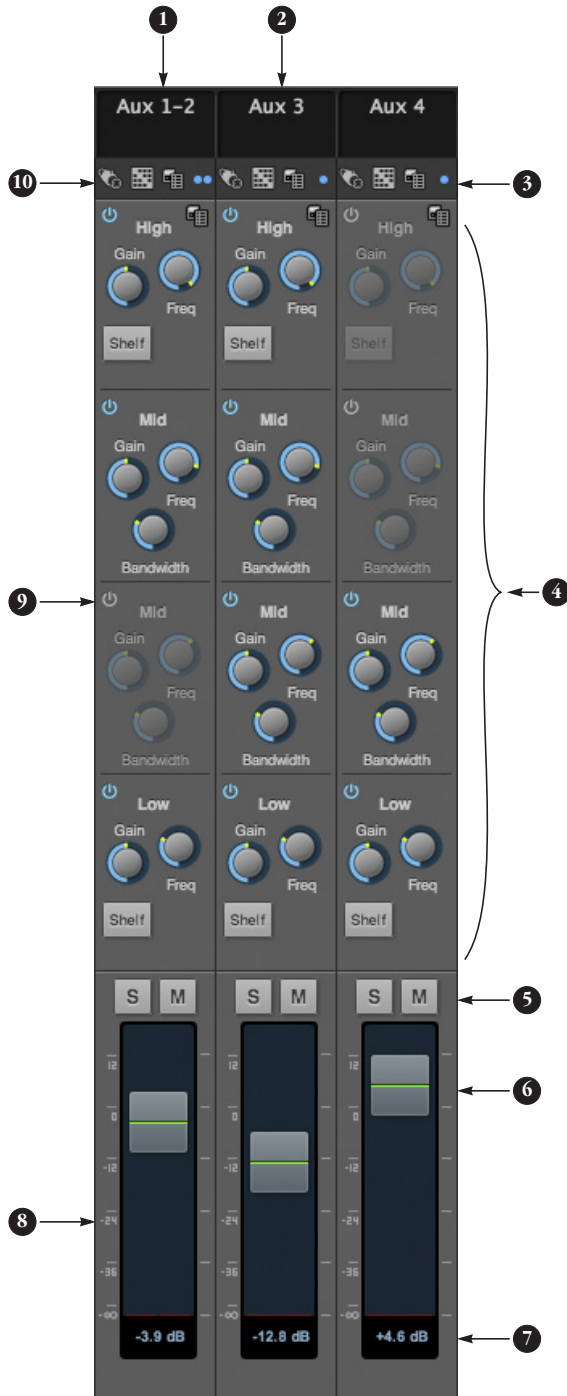 1 2
Aux 1-2 Aux 3 Aux 4
10 3
High High High
Gain Gain Gain
Freq Freq Freq
Shelf Shelf Shelf
Mid Mid Mid
Gain Gain Gain
Freq Freq Freq
Bandwidth Bandwidth Bandwidth
9 4
Mid Mid Mid
Gain Gain Gain
Freq Freq Freq
Bandwidth Bandwidth Bandwidth
Low Low Low
Gain Gain Gain
Freq Freq Freq
Shelf Shelf Shelf
S M S M S M 5
12 12 12
6
0 0 0
-12 -12 -12
8 -24 -24 -24
-36 -36 -36
-∞ -∞ -∞
-3.9 dB -12.8 dB +4.6 dB 7